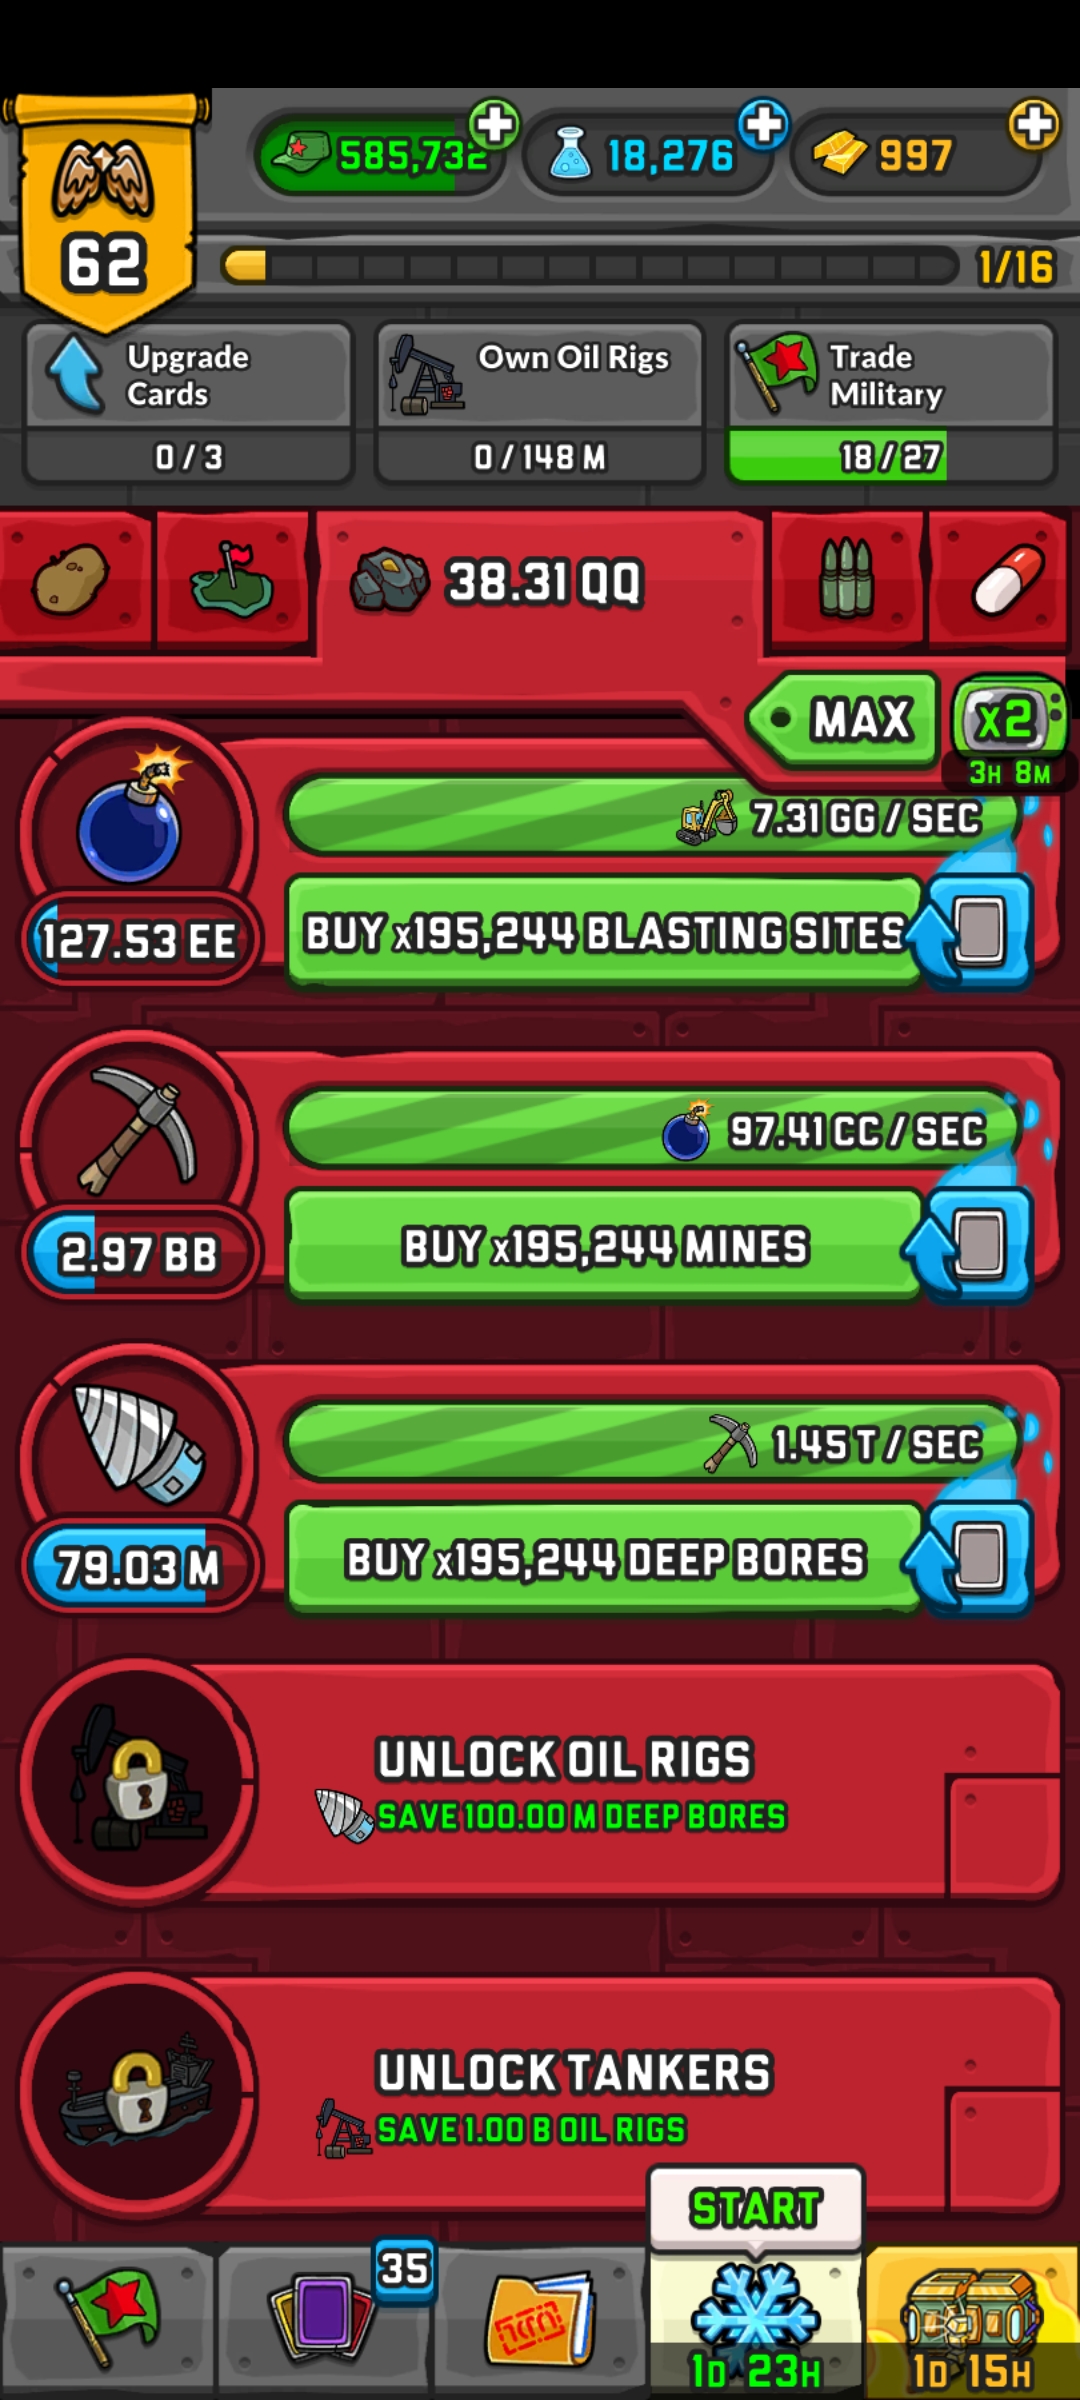 585,732
18,276
997
62
1/16
Upgrade
Cards
0 / 3
Own Oil Rigs
0 / 148 M
Trade
Military
18 / 27
38.31 QQ
MAX
x2
3H 8M
7.31 GG / SEC
127.53 EE
BUY x195,244 BLASTING SITES
97.41 CC / SEC
2.97 BB
BUY x195,244 MINES
1.45 T / SEC
79.03 M
BUY x195,244 DEEP BORES
UNLOCK OIL RIGS
SAVE 100.00 M DEEP BORES
UNLOCK TANKERS
SAVE 1.00 B OIL RIGS
START
35
1D 23H
1D 15H